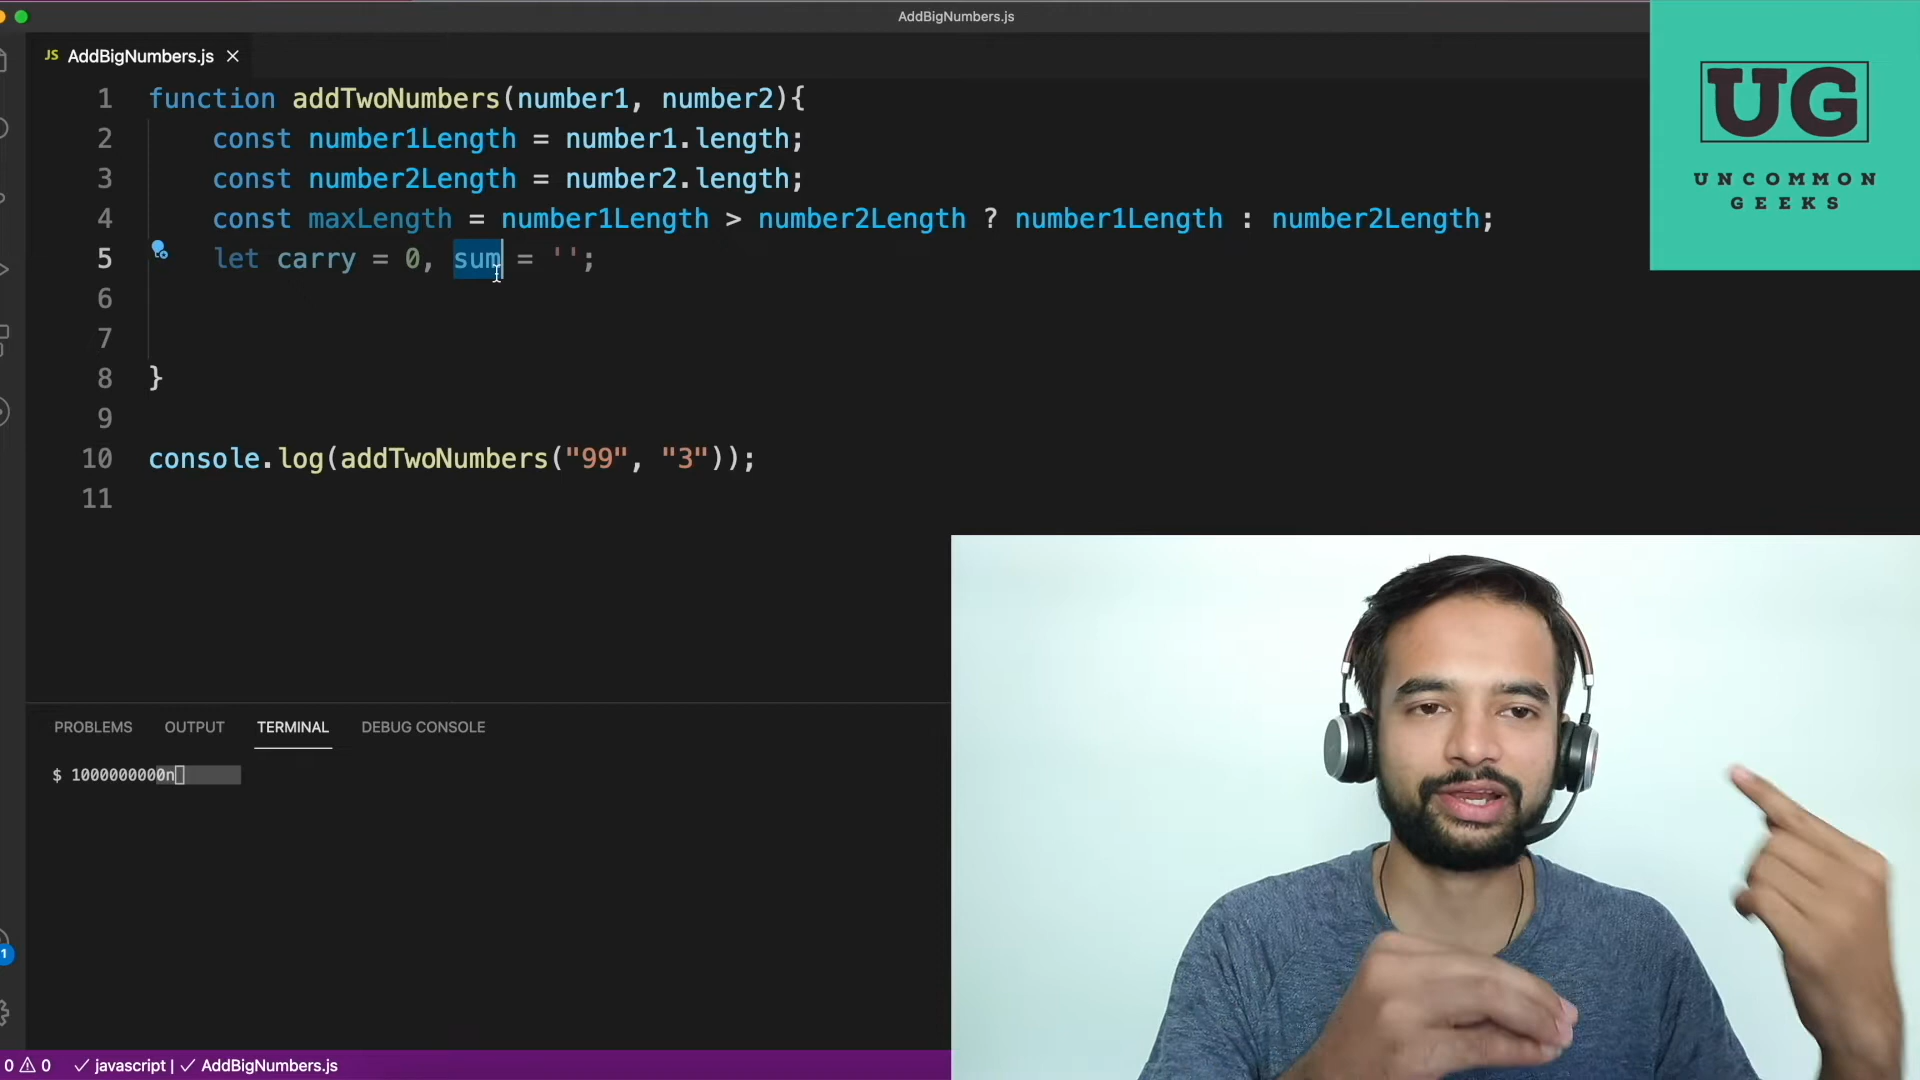 AddBigNumbers.js
JS AddBigNumbers.js ×
1 function addTwoNumbers(number1, number2){
2 const number1Length = number1.length;
3 const number2Length = number2.length;
4 const maxLength = number1Length > number2Length ? number1Length : number2Length;
5 let carry = 0, sum = '';
6
7
8 }
9
10 console.log(addTwoNumbers("99", "3"));
11
UG
UNCOMMON
GEEKS
PROBLEMS OUTPUT TERMINAL DEBUG CONSOLE
$ 1000000000n
1
0 ⚠ 0 ✓ javascript | ✓ AddBigNumbers.js